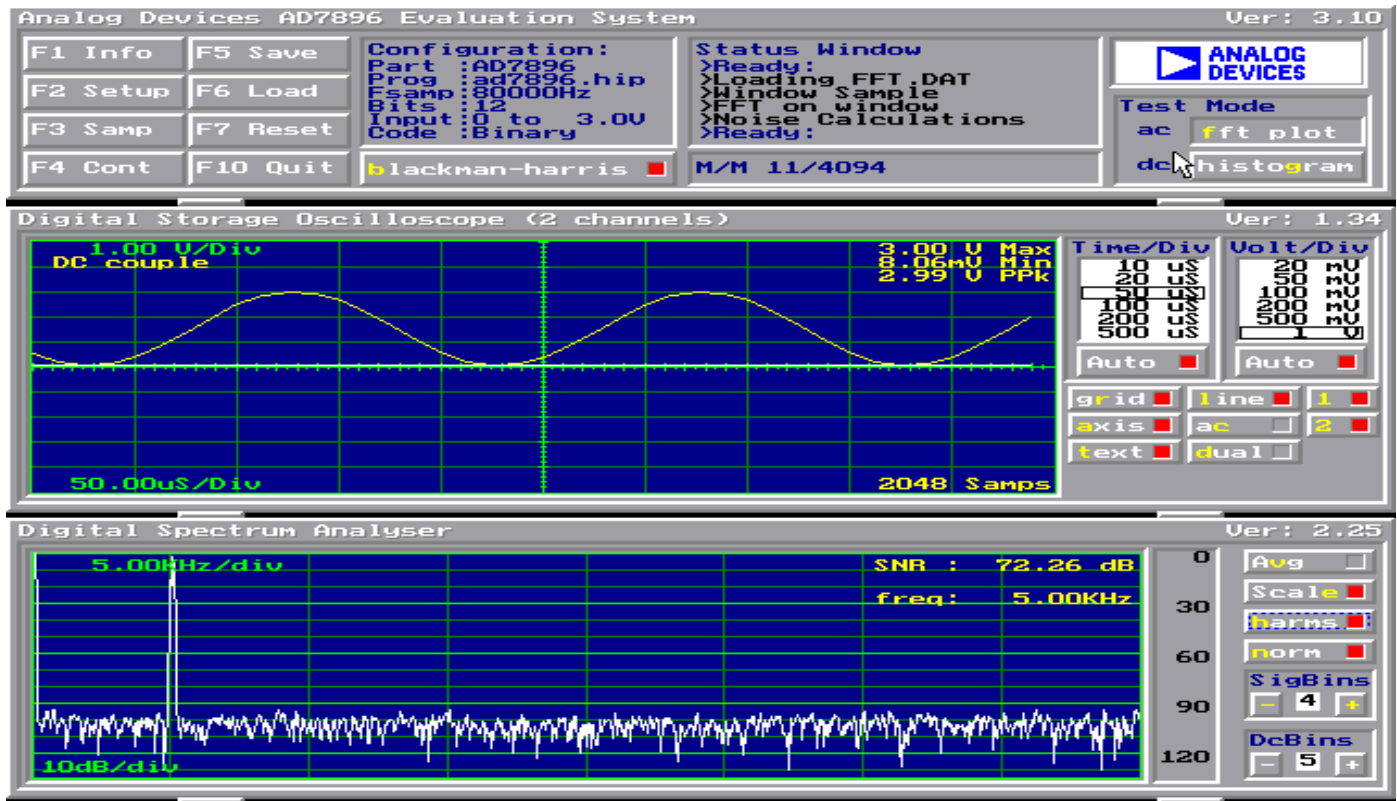 Analog Devices AD7896 Evaluation System
Ver: 3.10
F1 Info
F5 Save
F2 Setup
F6 Load
F3 Samp
F7 Reset
F4 Cont
F10 Quit
Configuration:
Part :AD7896
Prog :ad7896.hip
Fsamp:80000Hz
Bits :12
Input:0 to 3.0V
Code :Binary
blackman-harris
Status Window
>Ready:
>Loading FFT.DAT
>Window Sample
>FFT on window
>Noise Calculations
>Ready:
M/M 11/4094
ANALOG
DEVICES
Test Mode
ac fft plot
dc histogram
Digital Storage Oscilloscope (2 channels)
Ver: 1.34
1.00 V/Div
DC couple
3.00 V Max
8.06mV Min
2.99 V PPk
50.00uS/Div
2048 Samps
Time/Div
10 uS
20 uS
50 uS
100 uS
200 uS
500 uS
Auto
Volt/Div
20 mV
50 mV
100 mV
200 mV
500 mV
1 V
Auto
grid
line
1
axis
ac
2
text
dual
Digital Spectrum Analyser
Ver: 2.25
5.00KHz/div
SNR : 72.26 dB
freq: 5.00KHz
10dB/div
0
30
60
90
120
Avg
Scale
harms
norm
SigBins
- 4 +
DcBins
- 5 +